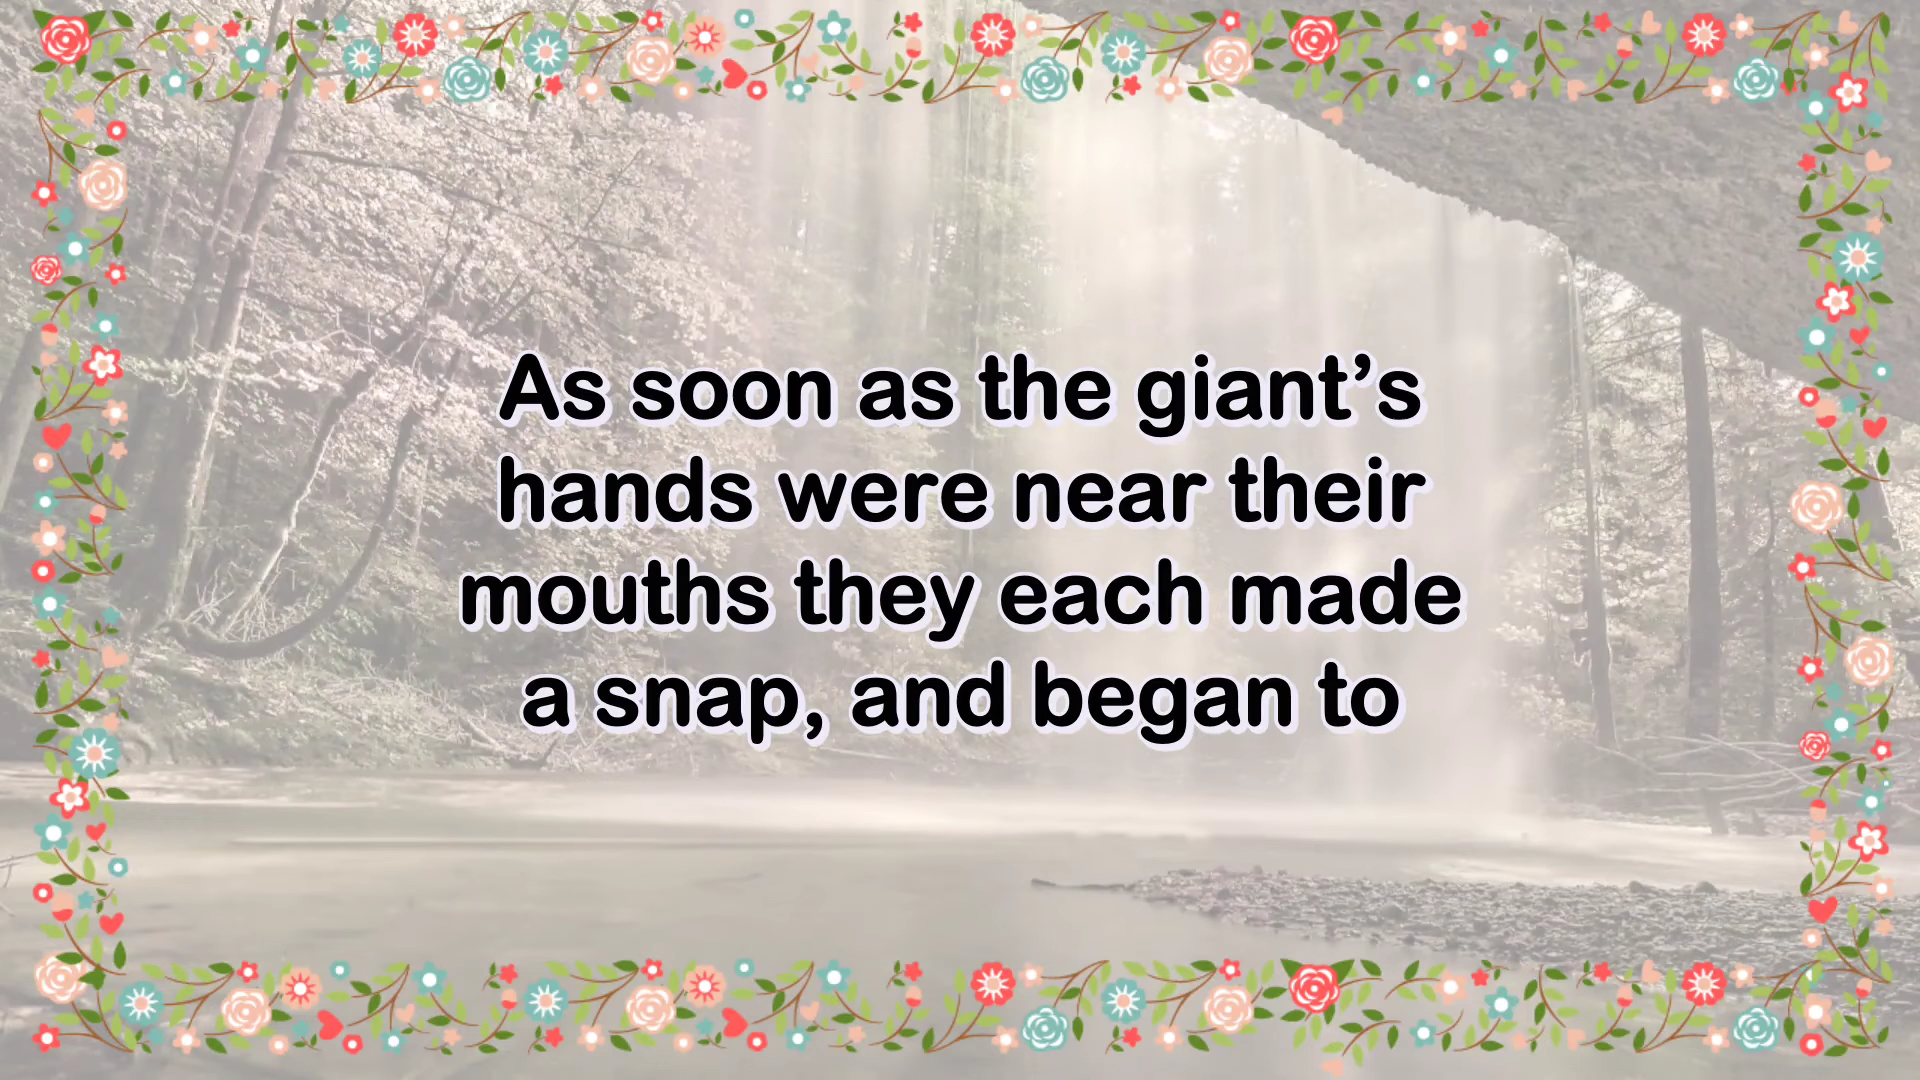 As soon as the giant’s
hands were near their
mouths they each made
a snap, and began to